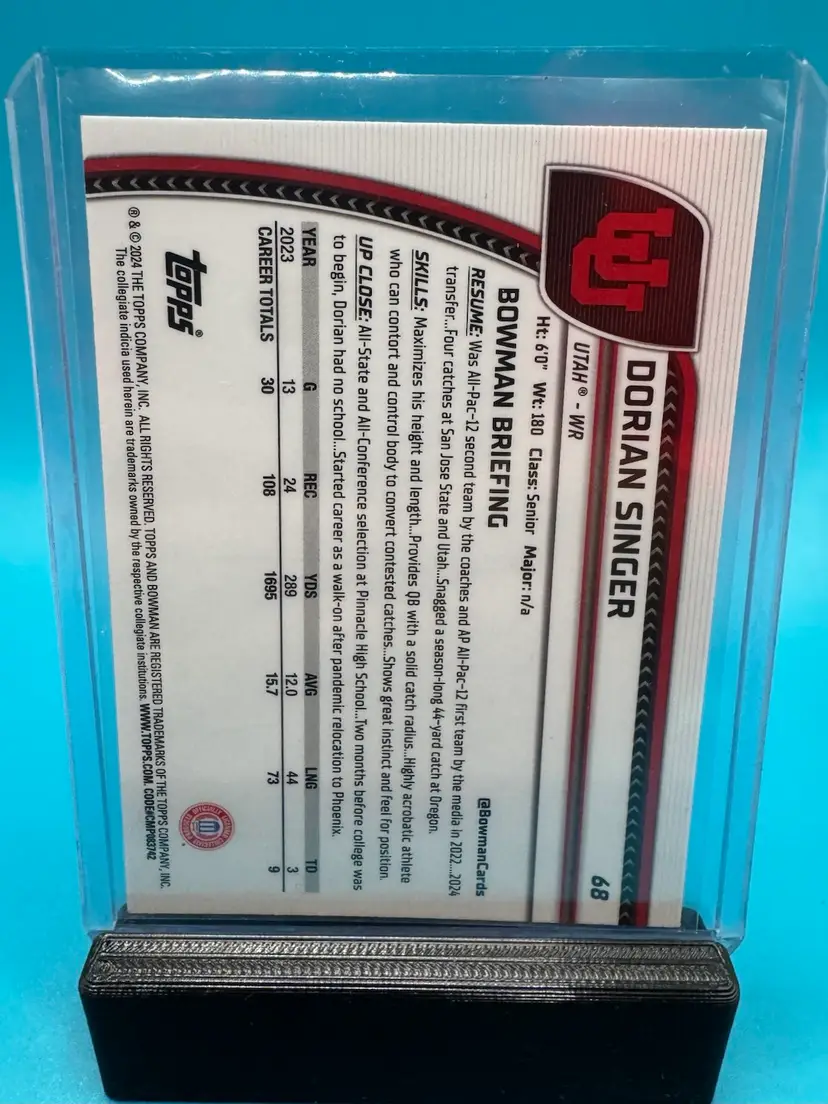 68
DORIAN SINGER
UTAH® - WR
Ht: 6'0" Wt: 180 Class: Senior Major: n/a
BOWMAN BRIEFING @BowmanCards
RESUME: Was All-Pac-12 second team by the coaches and AP All-Pac-12 first team by the media in 2022...2024
transfer...Four catches at San Jose State and Utah...Snagged a season-long 44-yard catch at Oregon.
SKILLS: Maximizes his height and length...Provides QB with a solid catch radius...Highly acrobatic athlete
who can contort and control body to convert contested catches...Shows great instinct and feel for position.
UP CLOSE: All-State and All-Conference selection at Pinnacle High School...Two months before college was
to begin, Dorian had no school...Started career as a walk-on after pandemic relocation to Phoenix.
YEAR G REC YDS AVG LNG TD
2023 13 24 289 12.0 44 3
CAREER TOTALS 30 108 1695 15.7 73 9
topps®
® & © 2024 THE TOPPS COMPANY, INC. ALL RIGHTS RESERVED. TOPPS AND BOWMAN ARE REGISTERED TRADEMARKS OF THE TOPPS COMPANY, INC.
The collegiate indicia used herein are trademarks owned by the respective collegiate institutions. WWW.TOPPS.COM. CODE#CMP083742